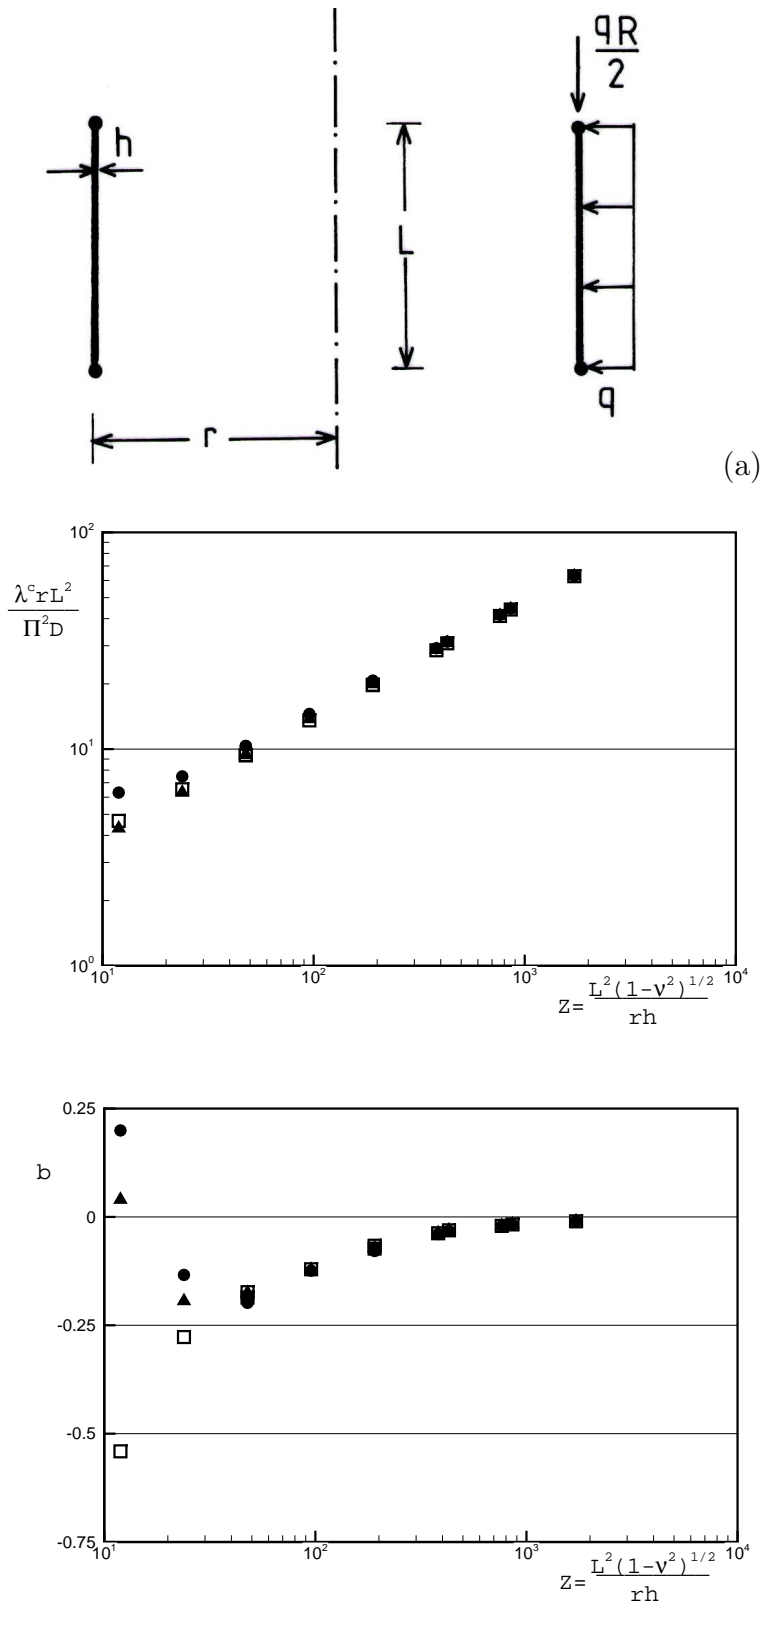 qR
2
h
L
q
r
(a)
10²
λᶜrL²
Π²D
10¹
10⁰
10¹ 10² 10³ 10⁴
L²(1-ν²)¹/²
Z=
rh
0.25
b
0
-0.25
-0.5
-0.75
10¹ 10² 10³ 10⁴
L²(1-ν²)¹/²
Z=
rh